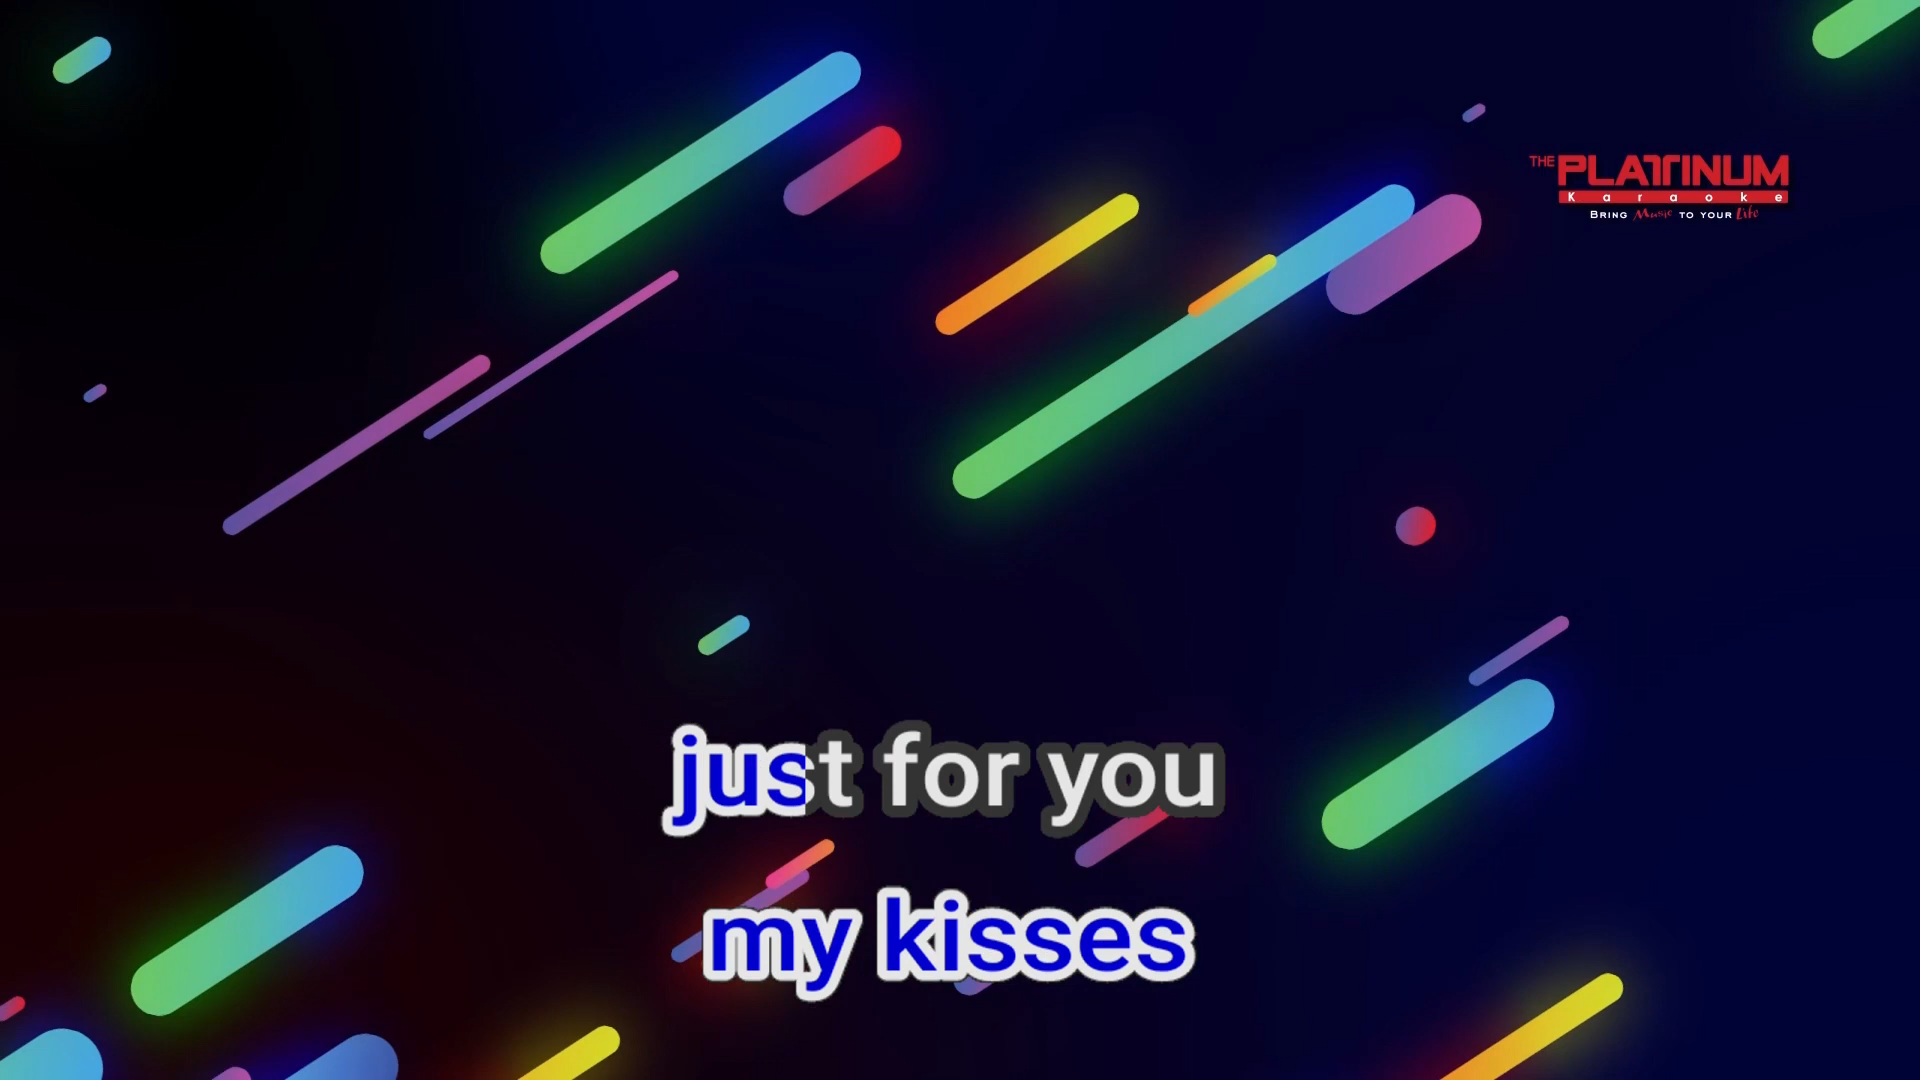 THE PLATINUM
Karaoke
BRING Music TO YOUR Life
just for you
my kisses